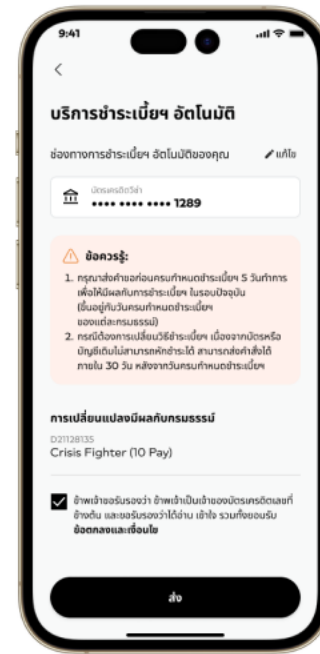 9:41
บริการชำระเบี้ยฯ อัตโนมัติ
ช่องทางการชำระเบี้ยฯ อัตโนมัติของคุณ แก้ไข
บัตรเครดิตวีซ่า
•••• •••• •••• 1289
ข้อควรรู้:
1. กรุณาส่งคำขอก่อนครบกำหนดชำระเบี้ยฯ 5 วันทำการ
เพื่อให้มีผลกับการชำระเบี้ยฯ ในรอบปัจจุบัน
(ขึ้นอยู่กับวันครบกำหนดชำระเบี้ยฯ
ของแต่ละกรมธรรม์)
2. กรณีต้องการเปลี่ยนวิธีชำระเบี้ยฯ เนื่องจากบัตรหรือ
บัญชีเดิมไม่สามารถหักชำระได้ สามารถส่งคำสั่งได้
ภายใน 30 วัน หลังจากวันครบกำหนดชำระเบี้ยฯ
การเปลี่ยนแปลงมีผลกับกรมธรรม์
D21128135
Crisis Fighter (10 Pay)
ข้าพเจ้าขอรับรองว่า ข้าพเจ้าเป็นเจ้าของบัตรเครดิตเลขที่
ข้างต้น และขอรับรองว่าได้อ่าน เข้าใจ รวมทั้งยอมรับ
ข้อตกลงและเงื่อนไข
ส่ง